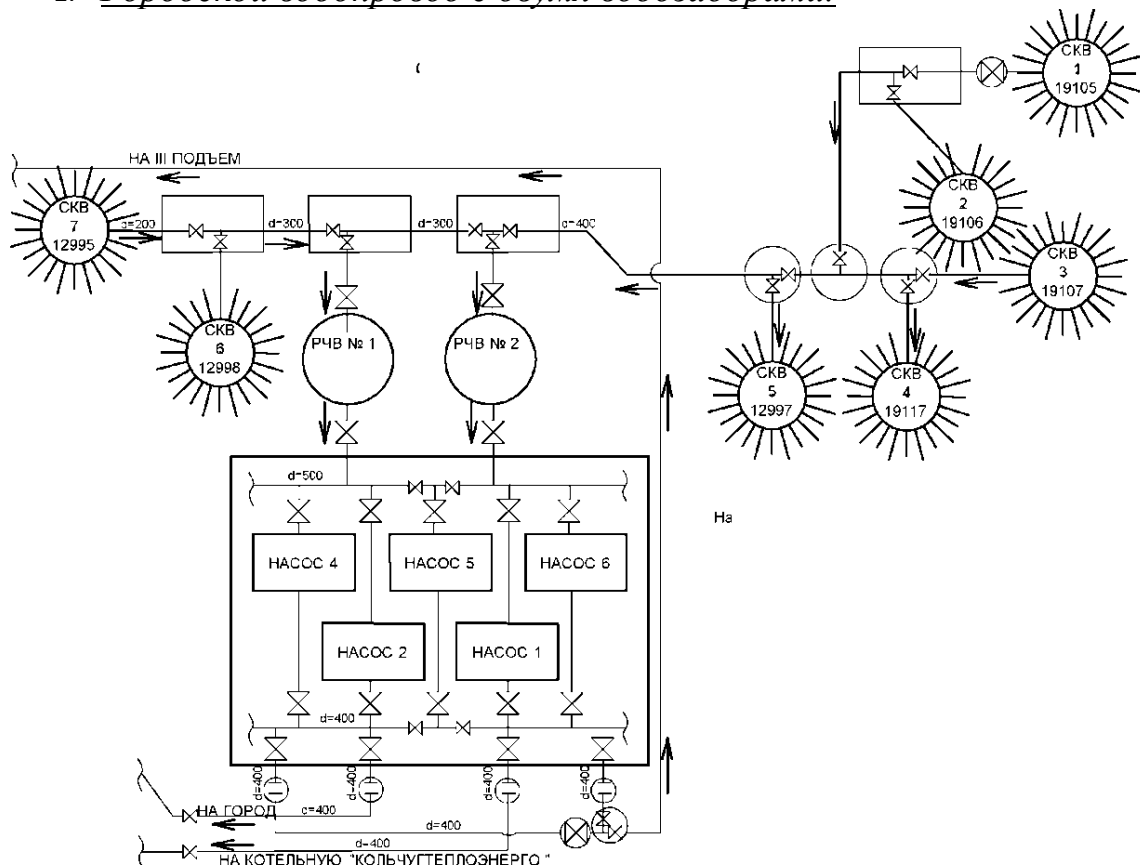 СКВ
1
19105
НА III ПОДЪЕМ
СКВ
2
19106
СКВ
7
12995
d=200
d=300
d=300
d=400
СКВ
3
19107
СКВ
6
12998
РЧВ № 1
РЧВ № 2
СКВ
5
12997
СКВ
4
19117
d=500
На
НАСОС 4
НАСОС 5
НАСОС 6
НАСОС 2
НАСОС 1
d=400
d=400
d=400
d=400
d=400
НА ГОРОД
d=400
d=400
d=400
НА КОТЕЛЬНУЮ "КОЛЬЧУГТЕПЛОЭНЕРГО "